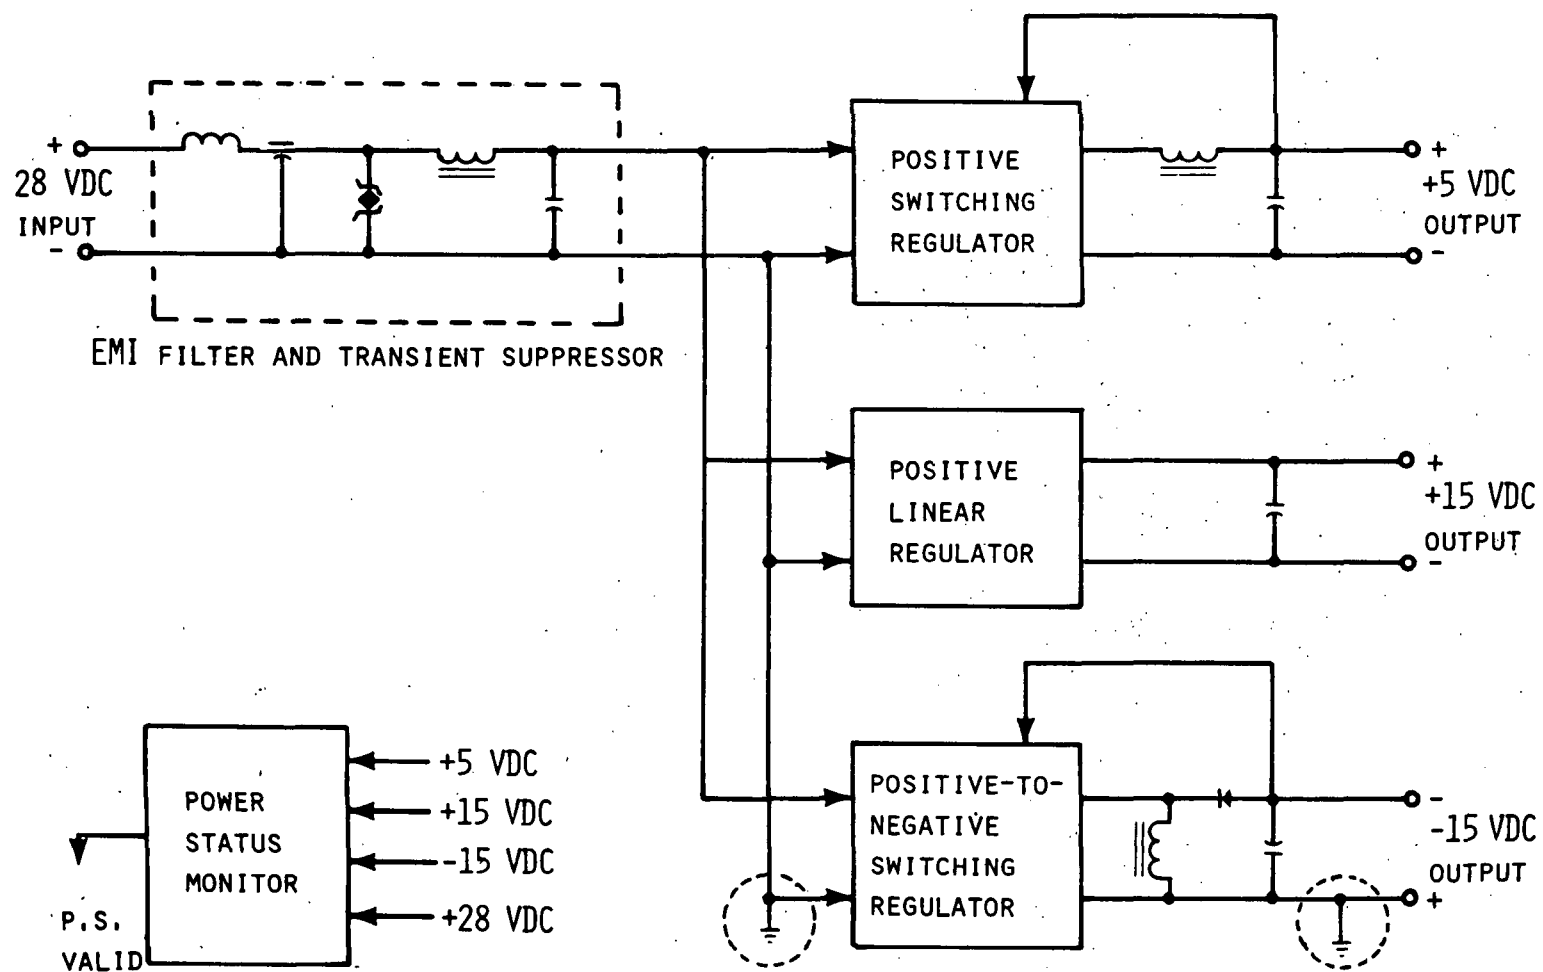 +
28 VDC
INPUT
-
EMI FILTER AND TRANSIENT SUPPRESSOR
POSITIVE
SWITCHING
REGULATOR
+
+5 VDC
OUTPUT
-
POSITIVE
LINEAR
REGULATOR
+
+15 VDC
OUTPUT
-
POSITIVE-TO-
NEGATIVE
SWITCHING
REGULATOR
-
-15 VDC
OUTPUT
+
POWER
STATUS
MONITOR
+5 VDC
+15 VDC
-15 VDC
+28 VDC
P.S.
VALID